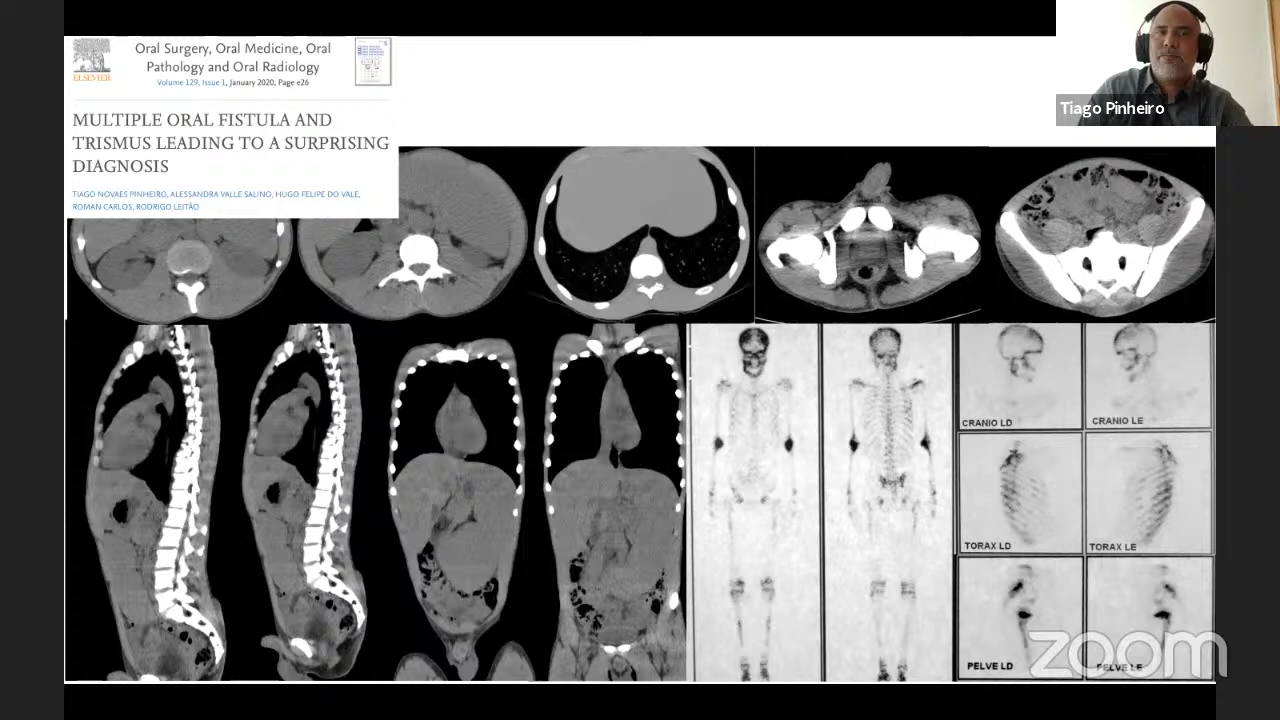 ELSEVIER
Oral Surgery, Oral Medicine, Oral
Pathology and Oral Radiology
Volume 129, Issue 1, January 2020, Page e26
MULTIPLE ORAL FISTULA AND
TRISMUS LEADING TO A SURPRISING
DIAGNOSIS
TIAGO NOVAES PINHEIRO, ALESSANDRA VALLE SALINO, HUGO FELIPE DO VALE,
ROMAN CARLOS, RODRIGO LEITÃO
Tiago Pinheiro
CRANIO LD
CRANIO LE
TORAX LD
TORAX LE
PELVE LD
PELVE LE
zoom